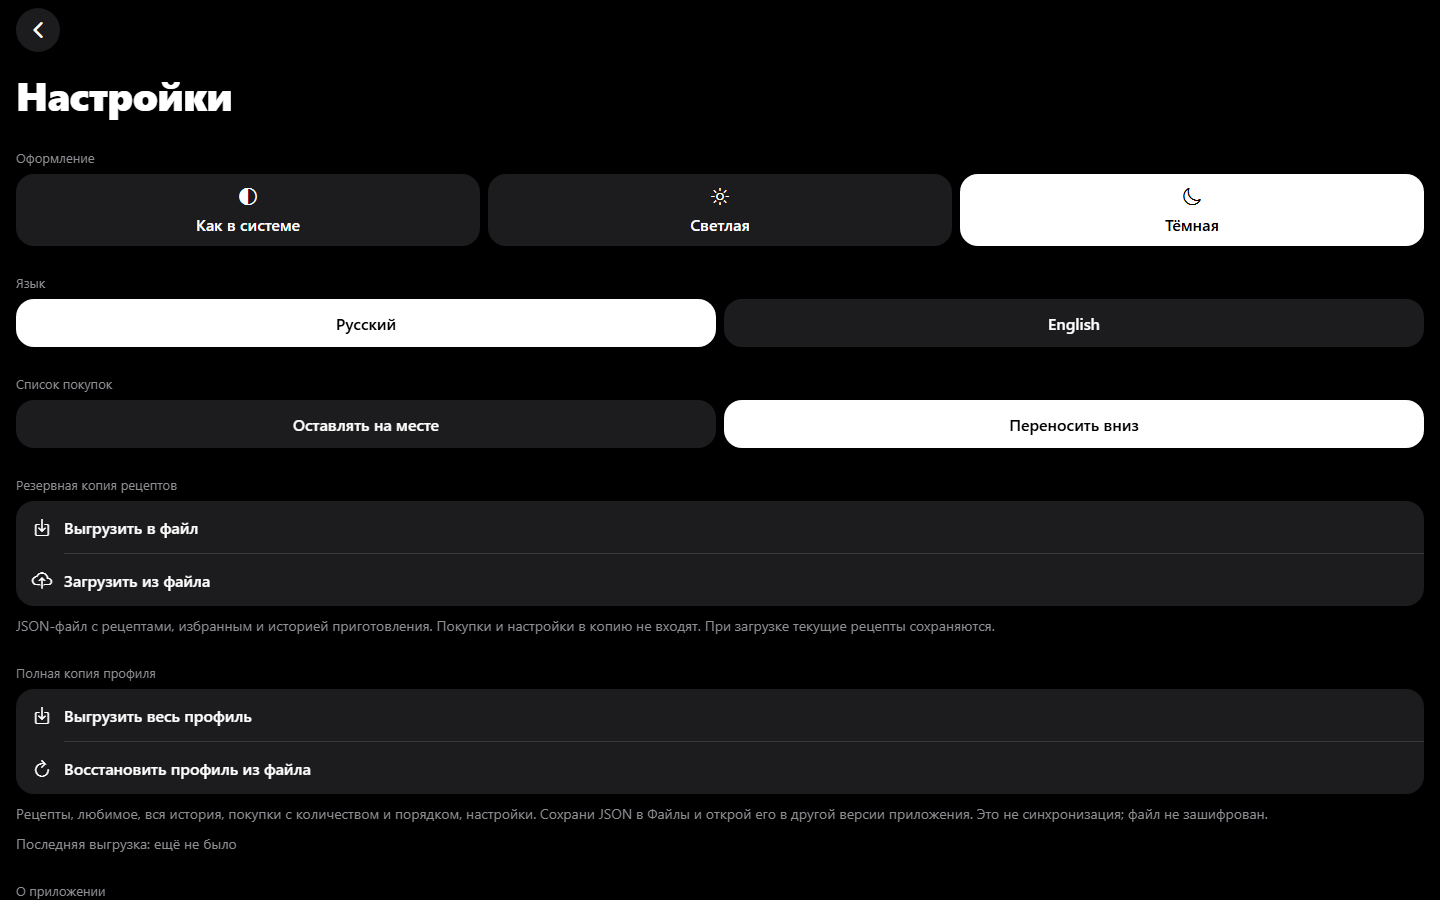 Настройки
Оформление
Как в системе
Светлая
Тёмная
Язык
Русский
English
Список покупок
Оставлять на месте
Переносить вниз
Резервная копия рецептов
Выгрузить в файл
Загрузить из файла
JSON-файл с рецептами, избранным и историей приготовления. Покупки и настройки в копию не входят. При загрузке текущие рецепты сохраняются.
Полная копия профиля
Выгрузить весь профиль
Восстановить профиль из файла
Рецепты, любимое, вся история, покупки с количеством и порядком, настройки. Сохрани JSON в Файлы и открой его в другой версии приложения. Это не синхронизация; файл не зашифрован.
Последняя выгрузка: ещё не было
О приложении